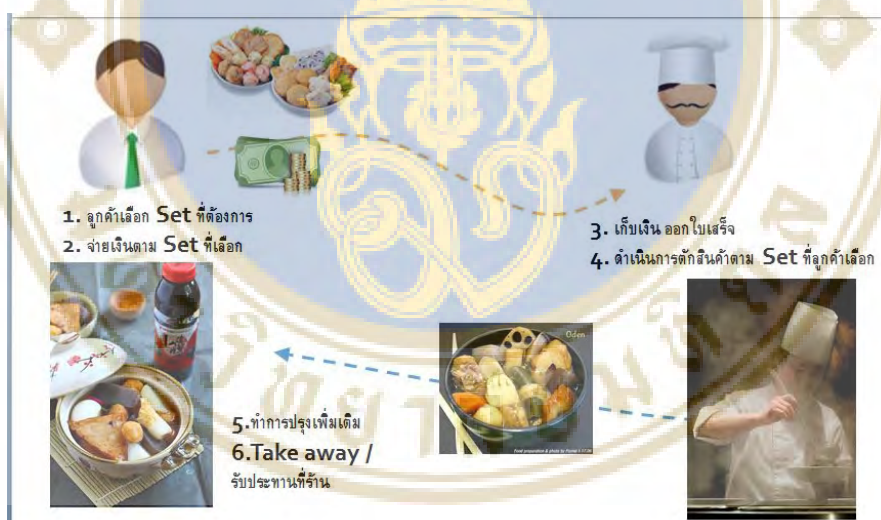 1. ลูกค้าเลือก Set ที่ต้องการ
2. จ่ายเงินตาม Set ที่เลือก
3. เก็บเงิน ออกใบเสร็จ
4. ดำเนินการตักสินค้าตาม Set ที่ลูกค้าเลือก
Oden
5.ทำการปรุงเพิ่มเติม
6.Take away /
รับประทานที่ร้าน